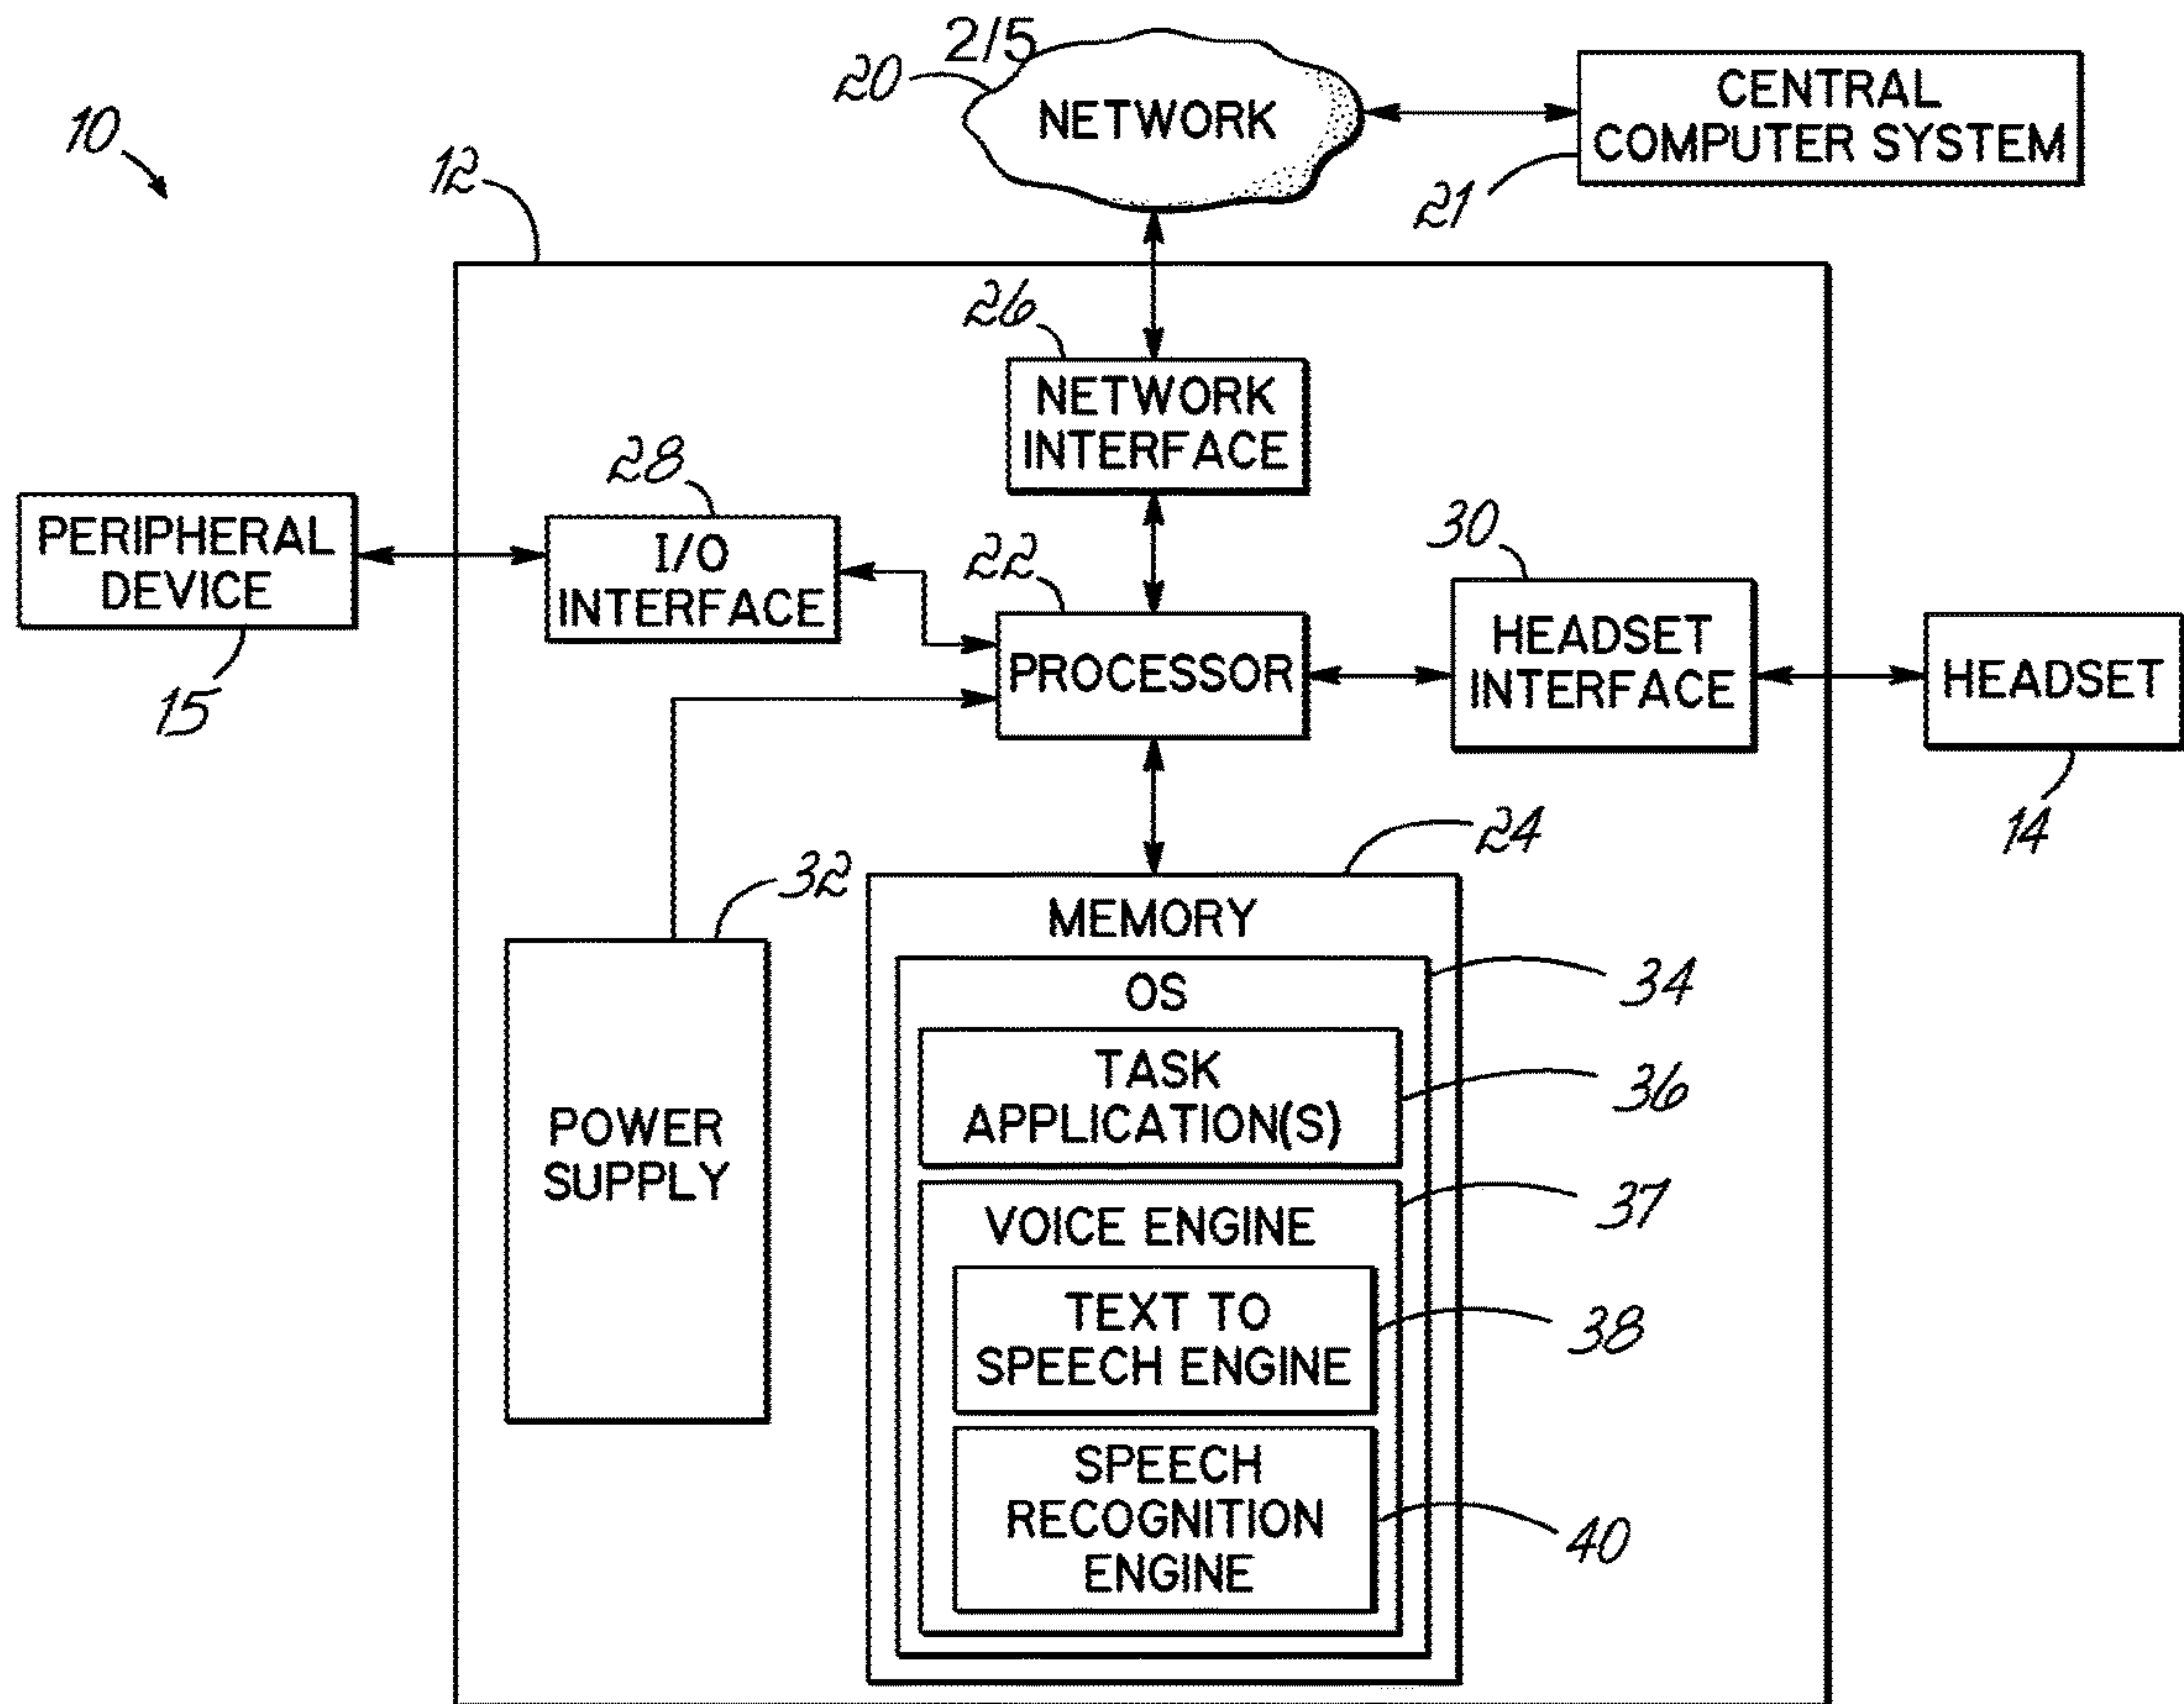 2/5
20
NETWORK
CENTRAL
COMPUTER SYSTEM
21
10
12
26
NETWORK
INTERFACE
28
I/O
INTERFACE
PERIPHERAL
DEVICE
15
22
PROCESSOR
30
HEADSET
INTERFACE
HEADSET
14
24
32
POWER
SUPPLY
MEMORY
OS
34
TASK
APPLICATION(S)
36
VOICE ENGINE
37
TEXT TO
SPEECH ENGINE
38
SPEECH
RECOGNITION
ENGINE
40